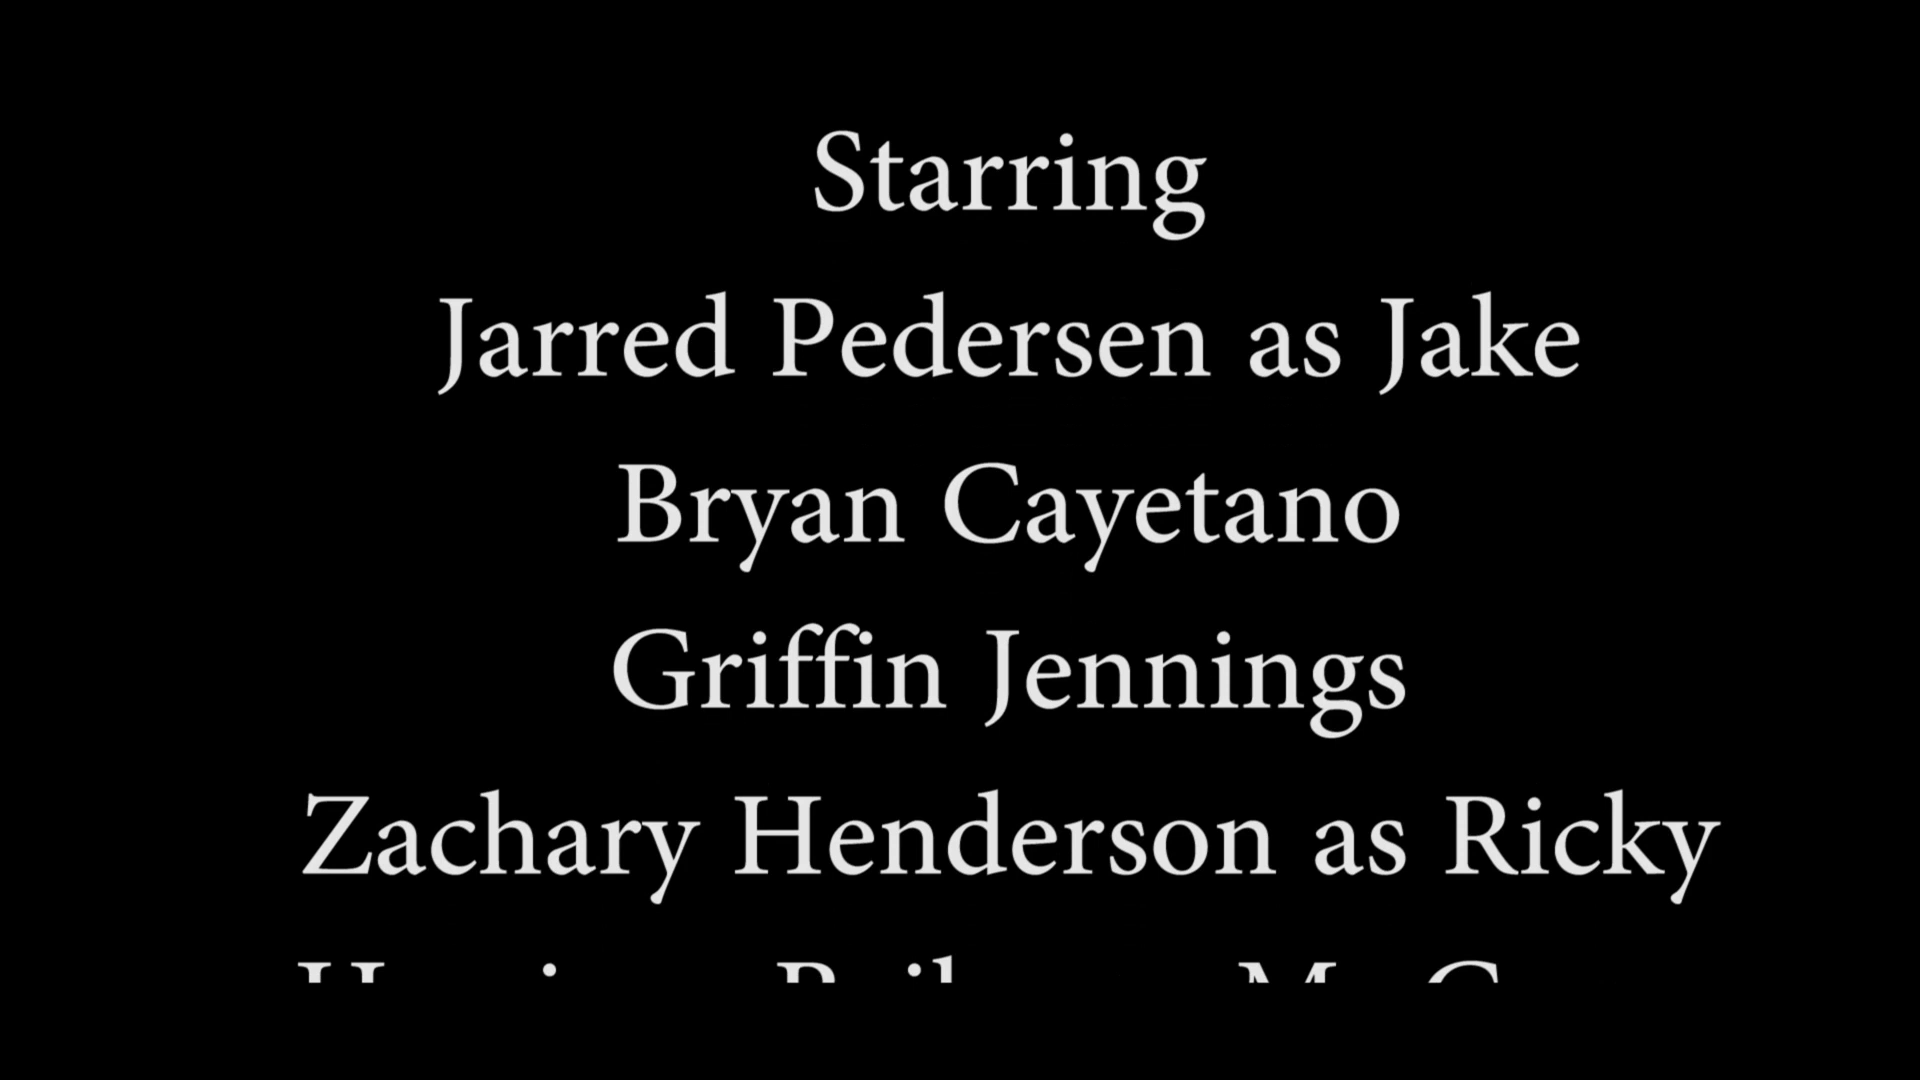 Starring
Jarred Pedersen as Jake
Bryan Cayetano
Griffin Jennings
Zachary Henderson as Ricky